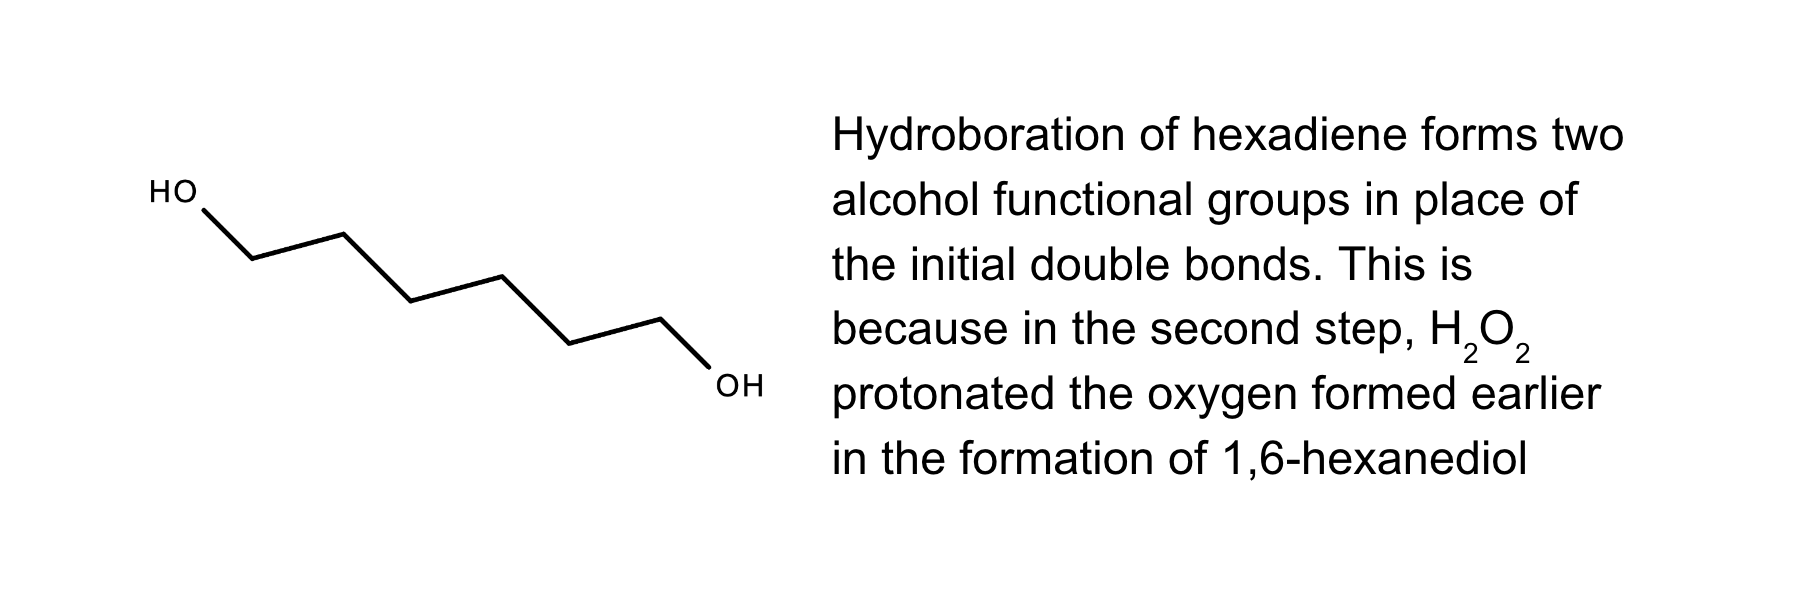 HO
OH
Hydroboration of hexadiene forms two
alcohol functional groups in place of
the initial double bonds. This is
because in the second step, H₂O₂
protonated the oxygen formed earlier
in the formation of 1,6-hexanediol